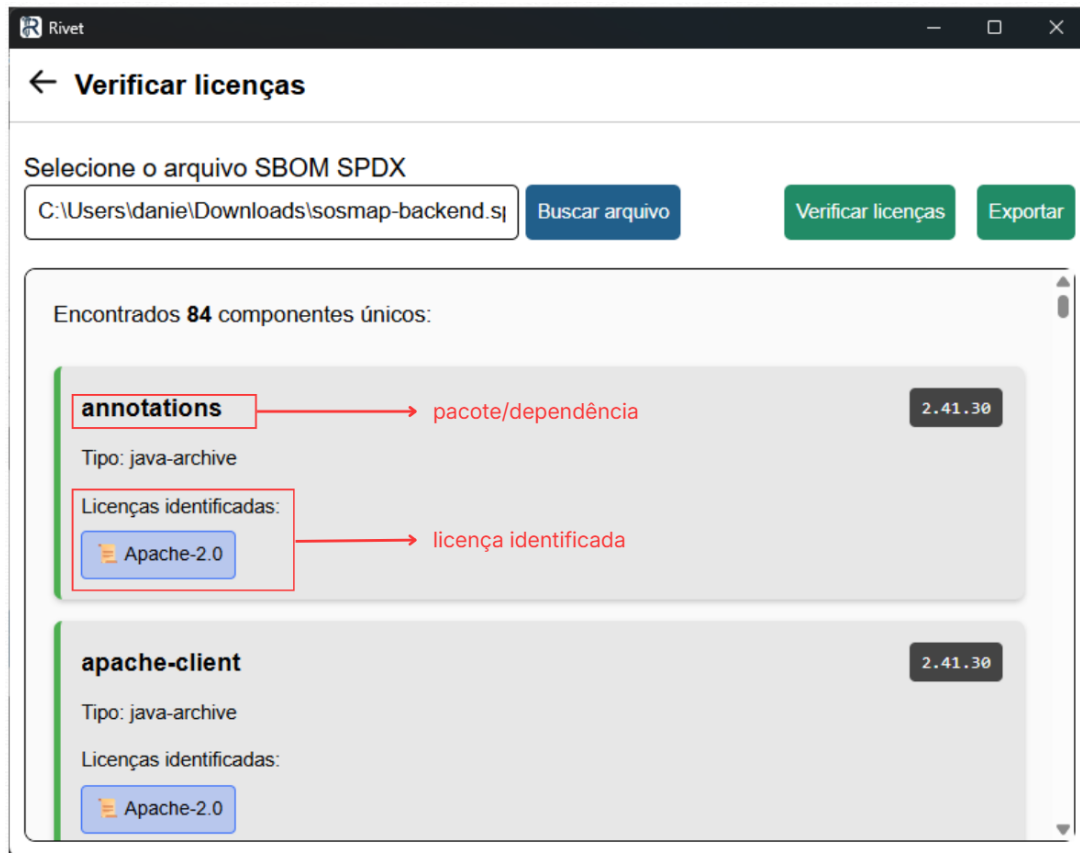 Rivet
Verificar licenças
Selecione o arquivo SBOM SPDX
C:\Users\danie\Downloads\sosmap-backend.sp
Buscar arquivo
Verificar licenças
Exportar
Encontrados 84 componentes únicos:
annotations
pacote/dependência
2.41.30
Tipo: java-archive
Licenças identificadas:
Apache-2.0
licença identificada
apache-client
2.41.30
Tipo: java-archive
Licenças identificadas:
Apache-2.0